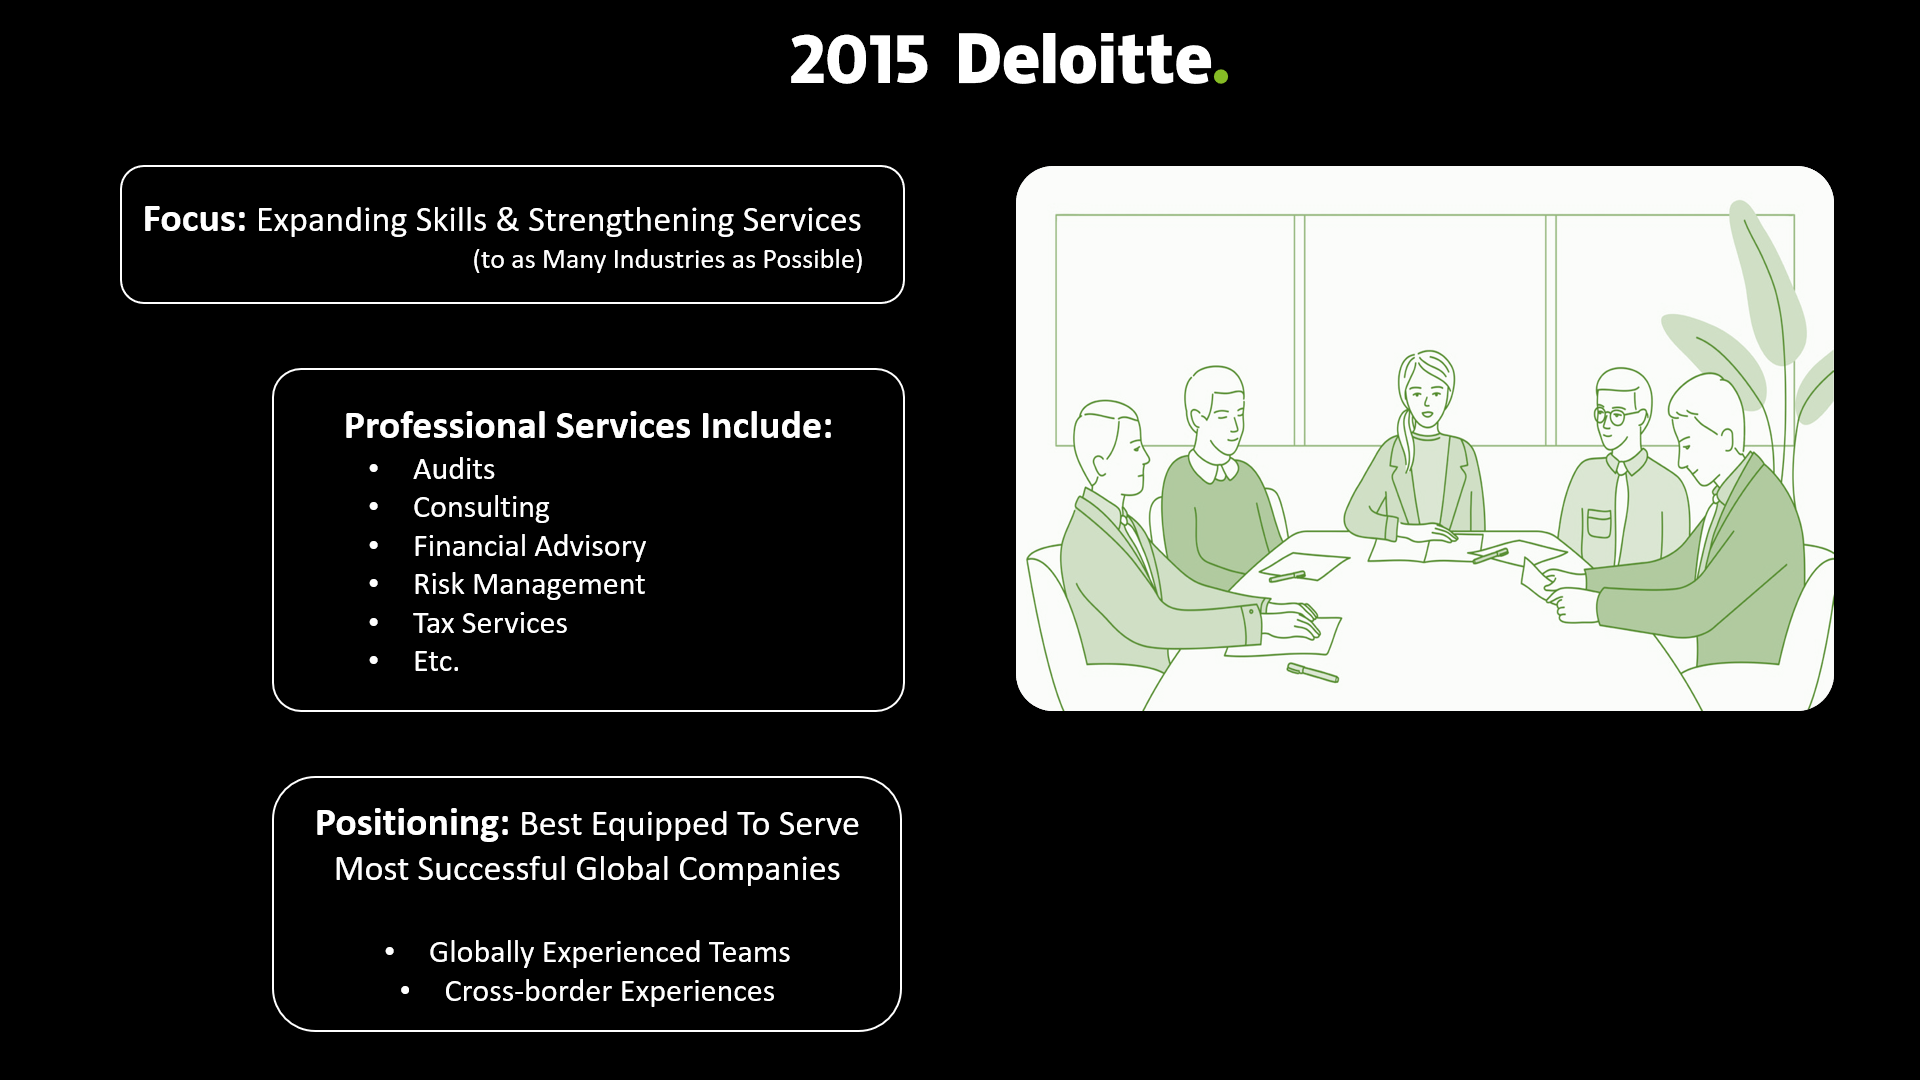 2015 Deloitte.
Focus: Expanding Skills & Strengthening Services
(to as Many Industries as Possible)
Professional Services Include:
• Audits
• Consulting
• Financial Advisory
• Risk Management
• Tax Services
• Etc.
Positioning: Best Equipped To Serve
Most Successful Global Companies
• Globally Experienced Teams
• Cross-border Experiences